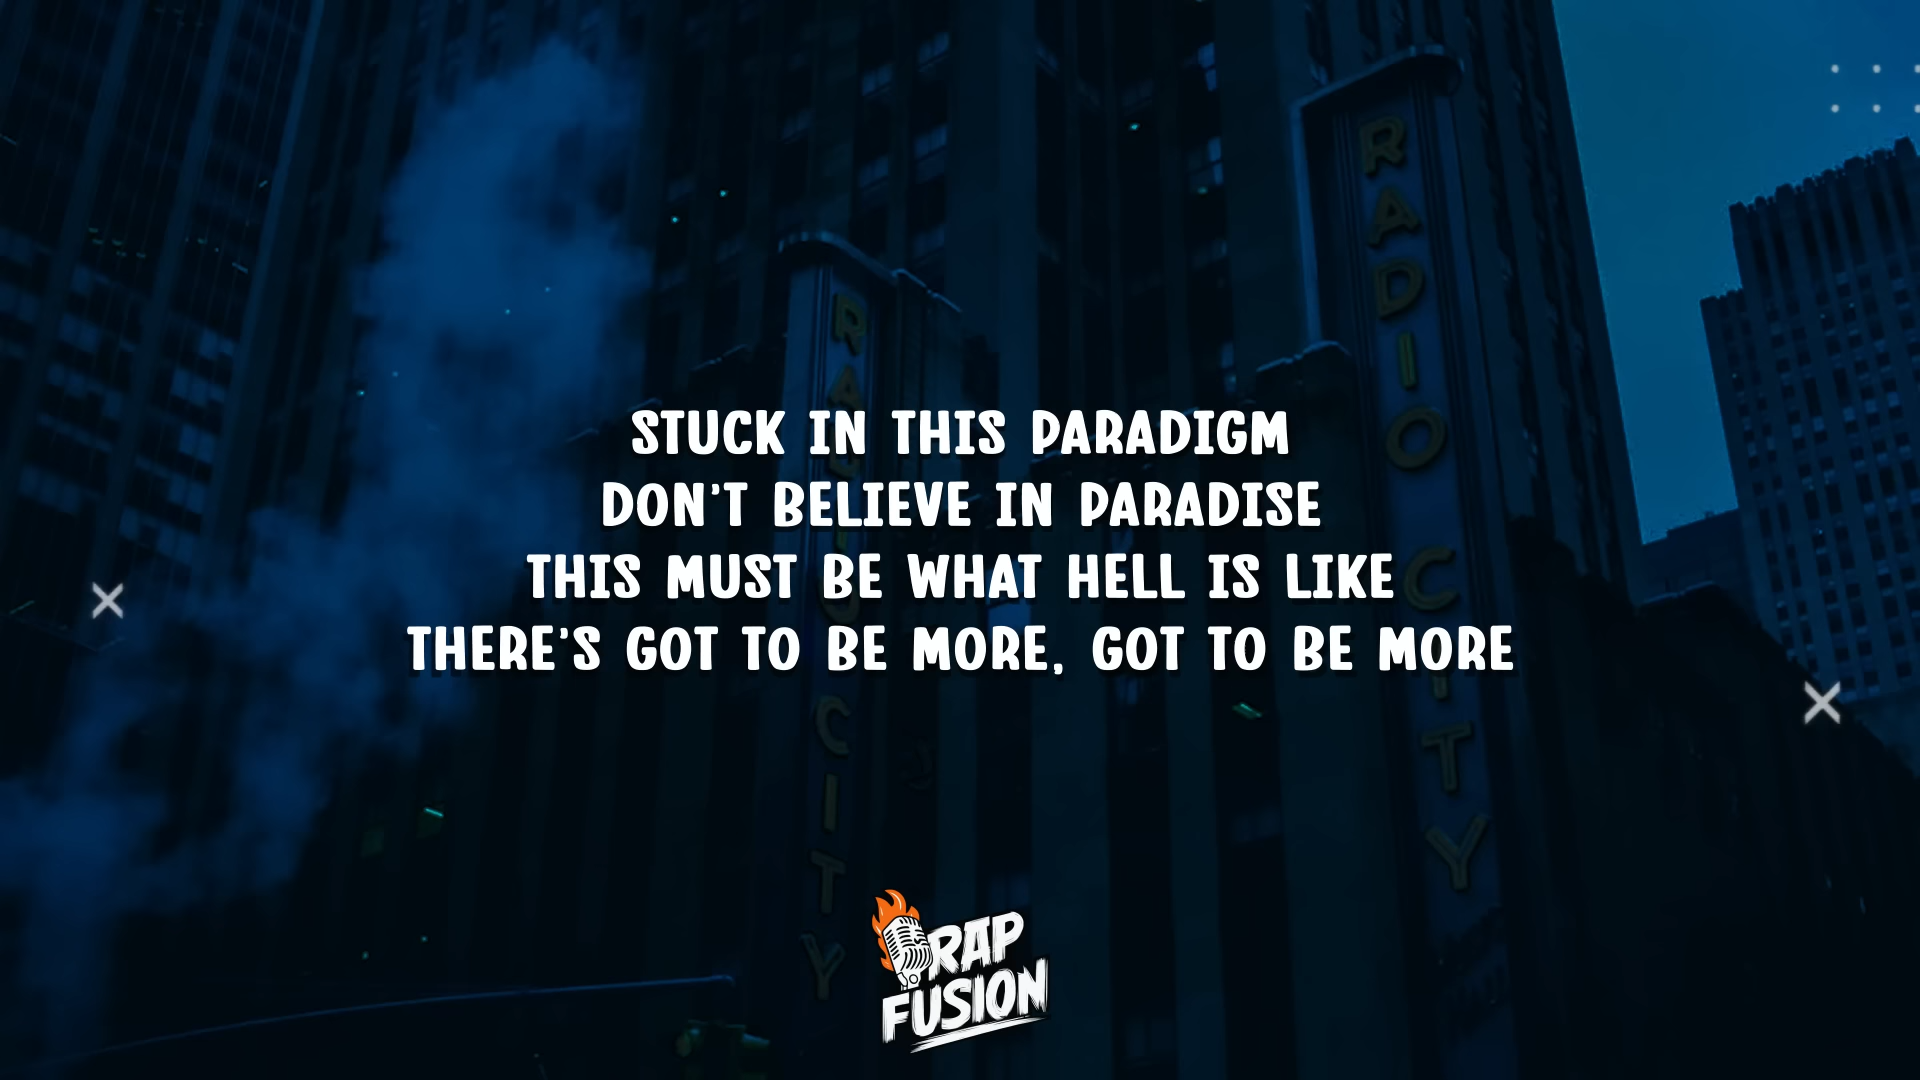 STUCK IN THIS PARADIGM
DON'T BELIEVE IN PARADISE
THIS MUST BE WHAT HELL IS LIKE
THERE'S GOT TO BE MORE, GOT TO BE MORE
RADIO CITY
RADIO CITY
RAP
FUSION